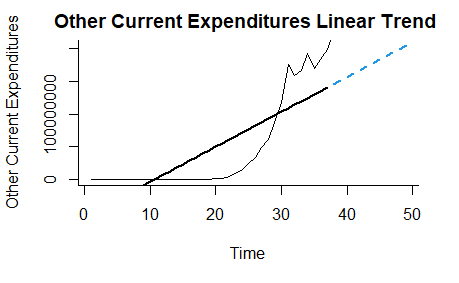 Other Current Expenditures Linear Trend
Other Current Expenditures
100000000
0
0 10 20 30 40 50
Time